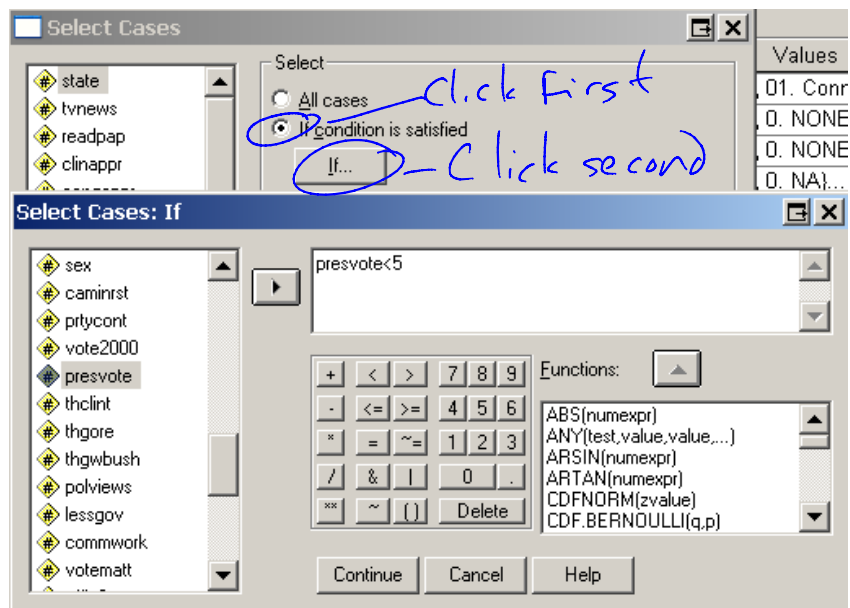 Select Cases
Values
state
tvnews
readpap
clinappr
Select
All cases
If condition is satisfied
If...
Click First
Click second
01. Conr
0. NONE
0. NONE
0. NA}...
Select Cases: If
sex
caminrst
prtycont
vote2000
presvote
thclint
thgore
thgwbush
polviews
lessgov
commwork
votematt
presvote<5
+ < > 7 8 9
- <= >= 4 5 6
* = ~= 1 2 3
/ & | 0 .
** ~ () Delete
Functions:
ABS(numexpr)
ANY(test,value,value,...)
ARSIN(numexpr)
ARTAN(numexpr)
CDFNORM(zvalue)
CDF.BERNOULLI(q,p)
Continue Cancel Help